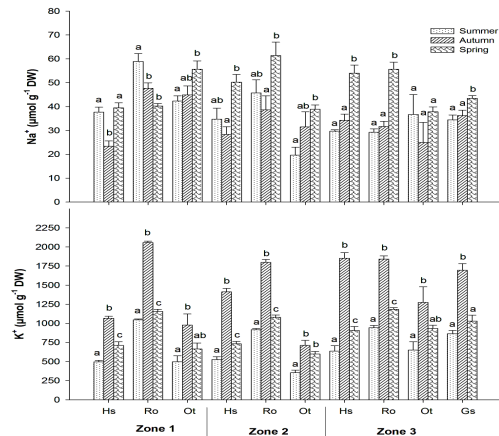 80
70
60
50
40
30
20
10
0
Na⁺ (µmol g⁻¹ DW)
Summer
Autumn
Spring
a b a a b b a ab b ab a b ab a b a ab b a a b a a b a a a a a b
2250
2000
1750
1500
1250
1000
750
500
250
0
K⁺ (µmol g⁻¹ DW)
a b c a b c a b ab a b c a b c a b b a b c a b c a b ab a b a
Hs Ro Ot Hs Ro Ot Hs Ro Ot Gs
Zone 1 Zone 2 Zone 3